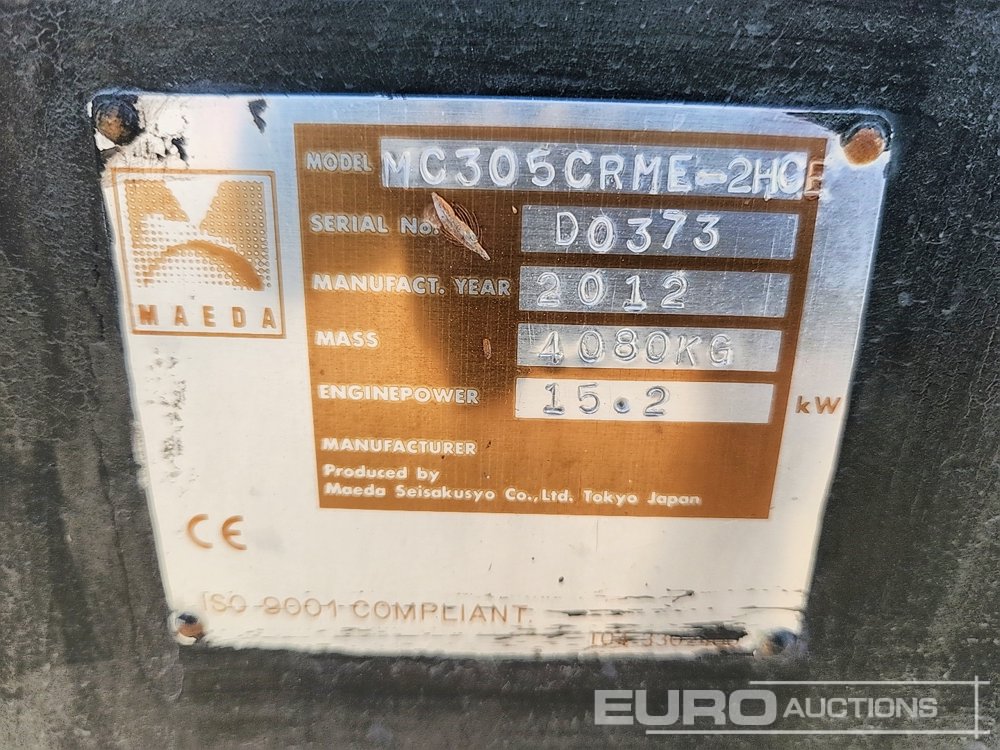 MODEL MC305CRME-2HCE
SERIAL No. D0373
MANUFACT. YEAR 2012
MASS 4080KG
ENGINEPOWER 15.2 kW
MANUFACTURER
Produced by
Maeda Seisakusyo Co.,Ltd. Tokyo Japan
MAEDA
CE
ISO 9001 COMPLIANT
EURO AUCTIONS